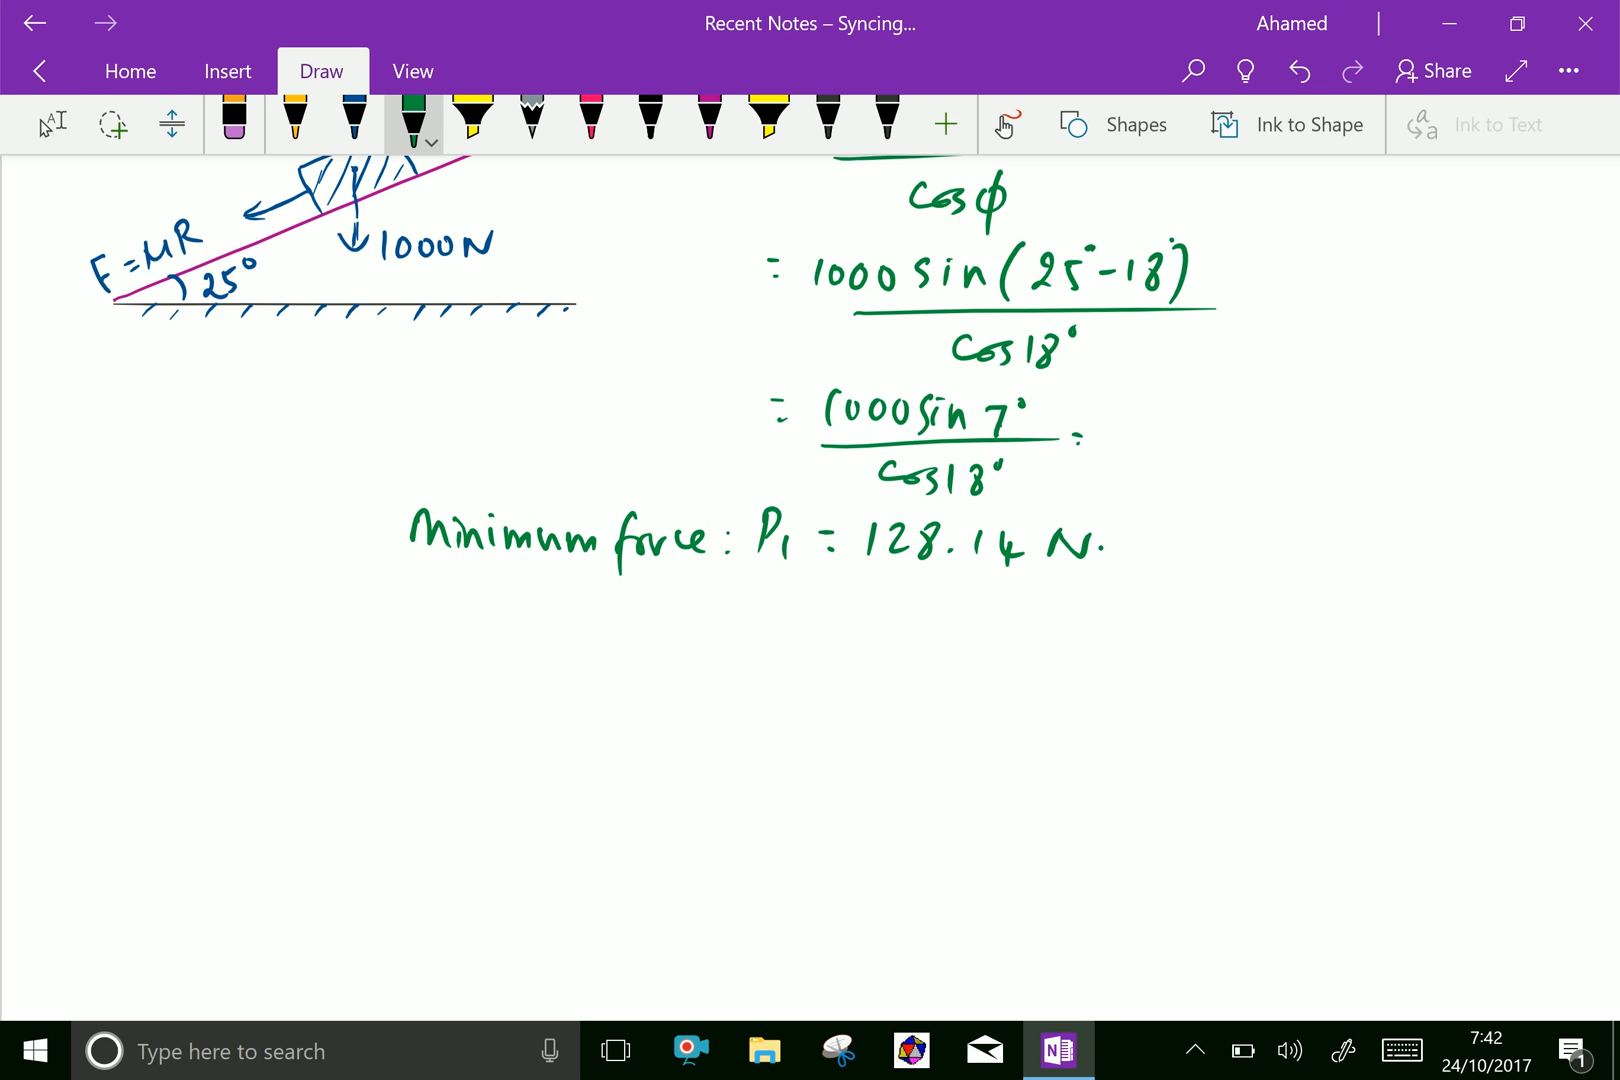 Recent Notes – Syncing...
Ahamed
Home Insert Draw View
Share
Shapes
Ink to Shape
Ink to Text
F = μR
25°
1000 N
cos φ
= 1000 sin (25° - 18°)
cos 18°
= 1000 sin 7° =
cos 18°
Minimum force : P1 = 128.14 N.
Type here to search
7:42
24/10/2017
1